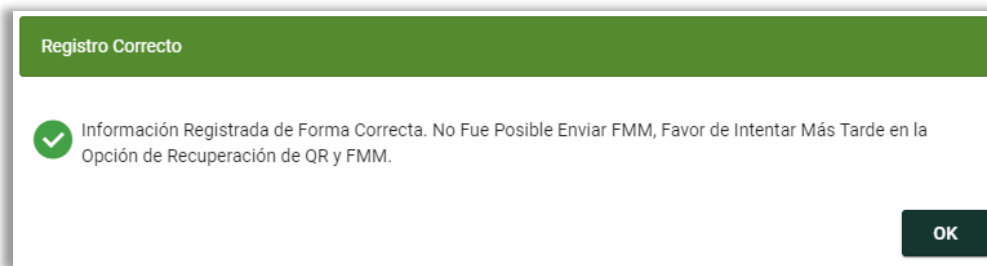 Registro Correcto
Información Registrada de Forma Correcta. No Fue Posible Enviar FMM, Favor de Intentar Más Tarde en la
Opción de Recuperación de QR y FMM.
OK